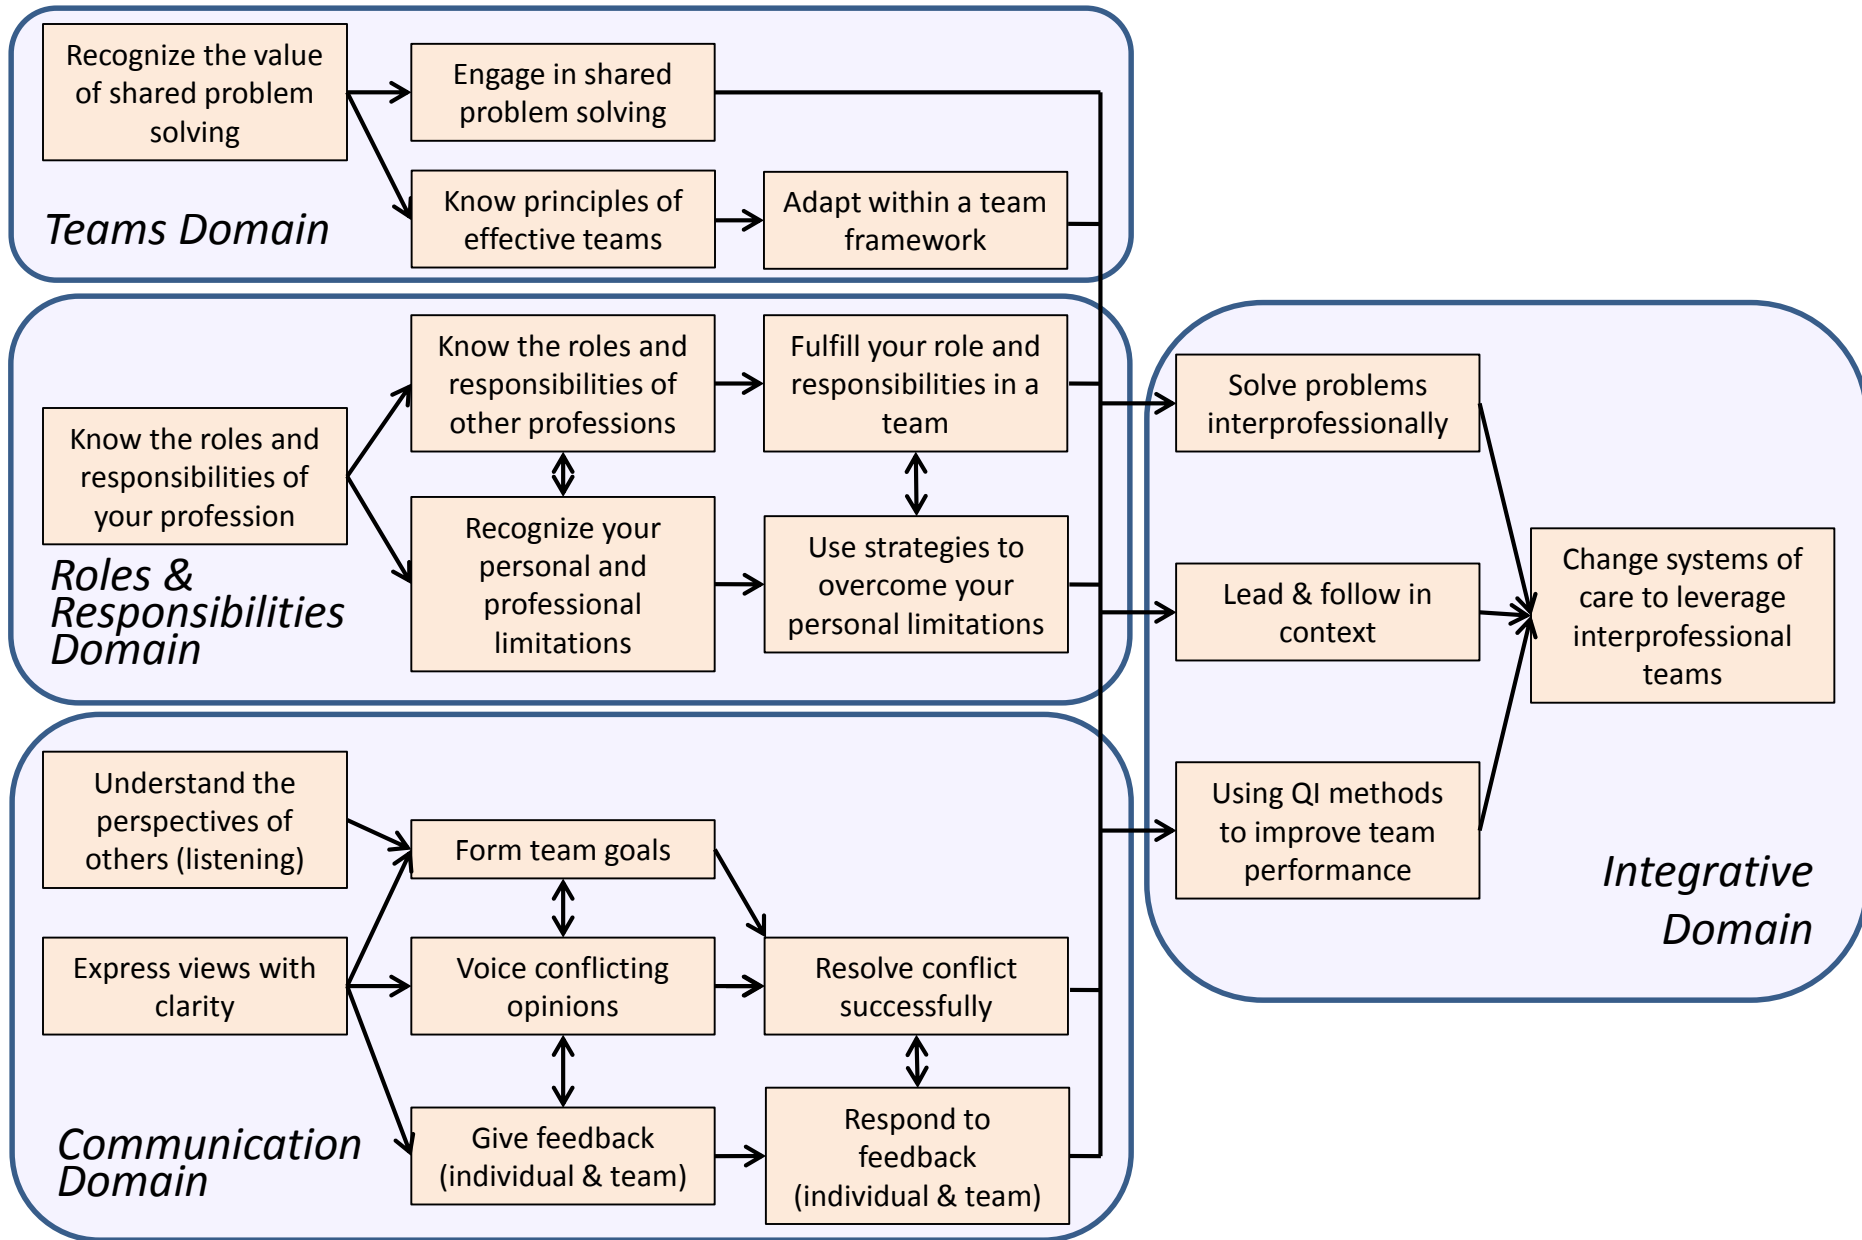 Recognize the value
of shared problem
solving
Engage in shared
problem solving
Know principles of
effective teams
Adapt within a team
framework
Teams Domain
Know the roles and
responsibilities of
your profession
Know the roles and
responsibilities of
other professions
Fulfill your role and
responsibilities in a
team
Recognize your
personal and
professional
limitations
Use strategies to
overcome your
personal limitations
Roles &
Responsibilities
Domain
Understand the
perspectives of
others (listening)
Form team goals
Express views with
clarity
Voice conflicting
opinions
Resolve conflict
successfully
Give feedback
(individual & team)
Respond to
feedback
(individual & team)
Communication
Domain
Solve problems
interprofessionally
Lead & follow in
context
Using QI methods
to improve team
performance
Change systems of
care to leverage
interprofessional
teams
Integrative
Domain